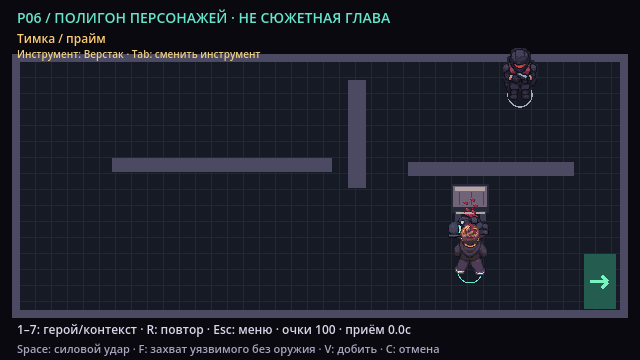 P06 / ПОЛИГОН ПЕРСОНАЖЕЙ · НЕ СЮЖЕТНАЯ ГЛАВА
Тимка / прайм
Инструмент: Верстак · Tab: сменить инструмент
1–7: герой/контекст · R: повтор · Esc: меню · очки 100 · приём 0.0с
Space: силовой удар · F: захват уязвимого без оружия · V: добить · C: отмена